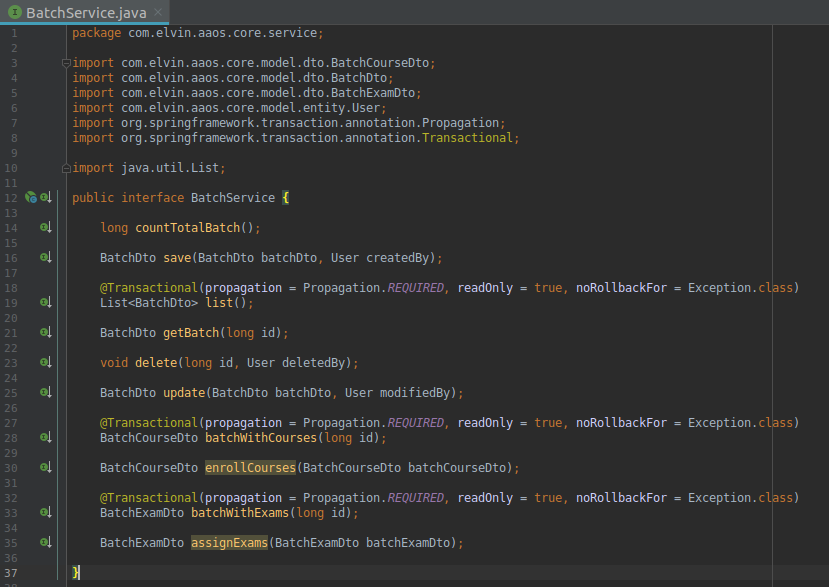 BatchService.java
1 package com.elvin.aaos.core.service;
2
3 import com.elvin.aaos.core.model.dto.BatchCourseDto;
4 import com.elvin.aaos.core.model.dto.BatchDto;
5 import com.elvin.aaos.core.model.dto.BatchExamDto;
6 import com.elvin.aaos.core.model.entity.User;
7 import org.springframework.transaction.annotation.Propagation;
8 import org.springframework.transaction.annotation.Transactional;
9
10 import java.util.List;
11
12 public interface BatchService {
13
14 long countTotalBatch();
15
16 BatchDto save(BatchDto batchDto, User createdBy);
17
18 @Transactional(propagation = Propagation.REQUIRED, readOnly = true, noRollbackFor = Exception.class)
19 List<BatchDto> list();
20
21 BatchDto getBatch(long id);
22
23 void delete(long id, User deletedBy);
24
25 BatchDto update(BatchDto batchDto, User modifiedBy);
26
27 @Transactional(propagation = Propagation.REQUIRED, readOnly = true, noRollbackFor = Exception.class)
28 BatchCourseDto batchWithCourses(long id);
29
30 BatchCourseDto enrollCourses(BatchCourseDto batchCourseDto);
31
32 @Transactional(propagation = Propagation.REQUIRED, readOnly = true, noRollbackFor = Exception.class)
33 BatchExamDto batchWithExams(long id);
34
35 BatchExamDto assignExams(BatchExamDto batchExamDto);
36
37 }
38